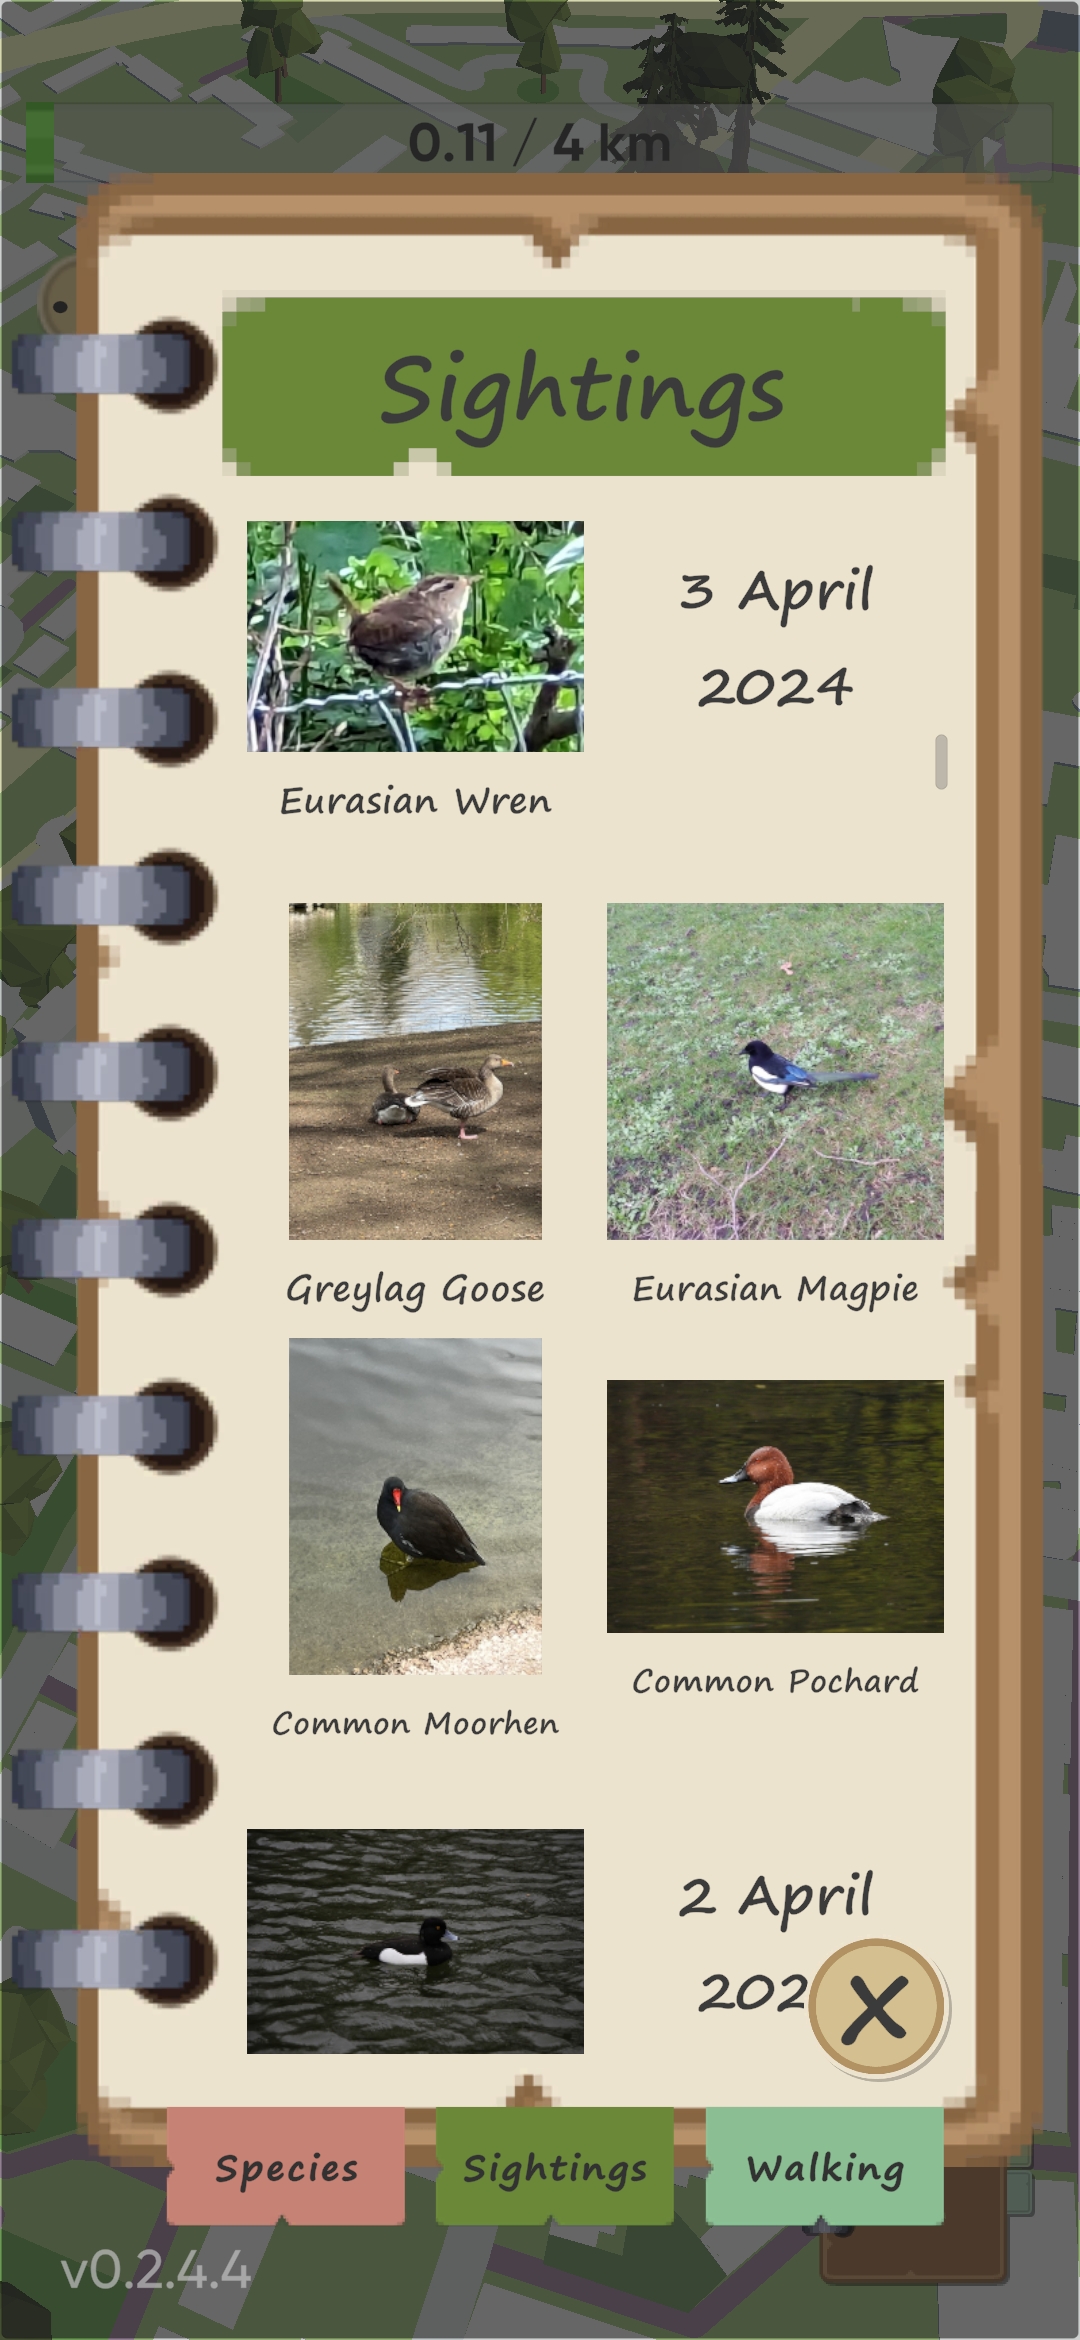 0.11 / 4 km
Sightings
3 April
2024
Eurasian Wren
Greylag Goose
Eurasian Magpie
Common Moorhen
Common Pochard
2 April
202
X
Species
Sightings
Walking
v0.2.4.4